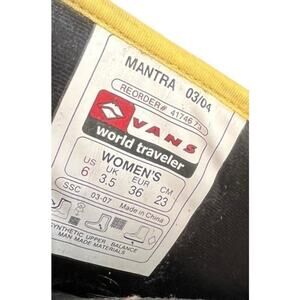 MANTRA 03/04
REORDER# 41746 73
VANS
world traveler
WOMEN'S
US UK EUR CM
6 3.5 36 23
SSC 03-07 Made in China
SYNTHETIC UPPER BALANCE
MAN MADE MATERIALS